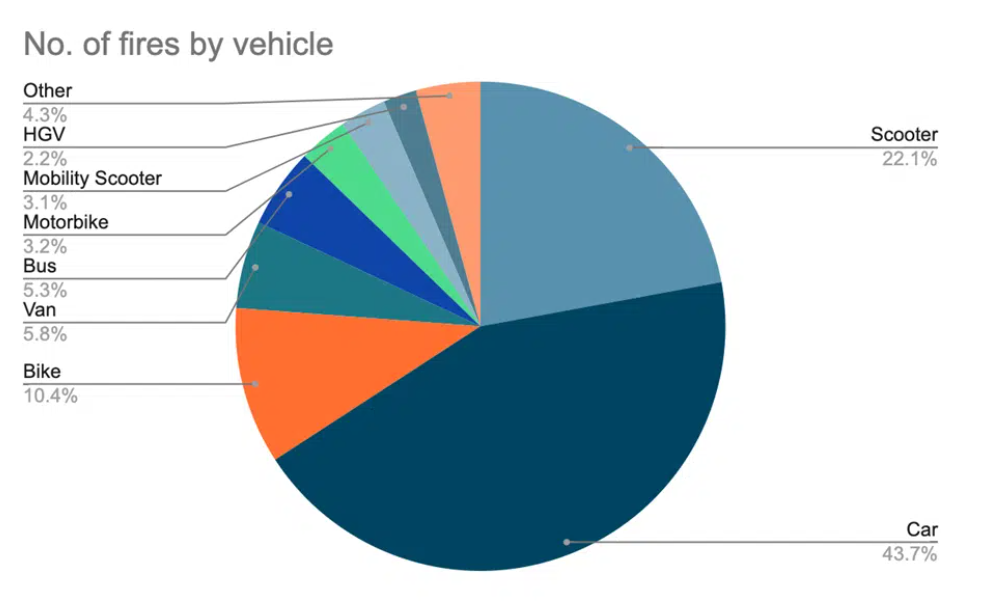 No. of fires by vehicle
Other
4.3%
HGV
2.2%
Mobility Scooter
3.1%
Motorbike
3.2%
Bus
5.3%
Van
5.8%
Bike
10.4%
Scooter
22.1%
Car
43.7%